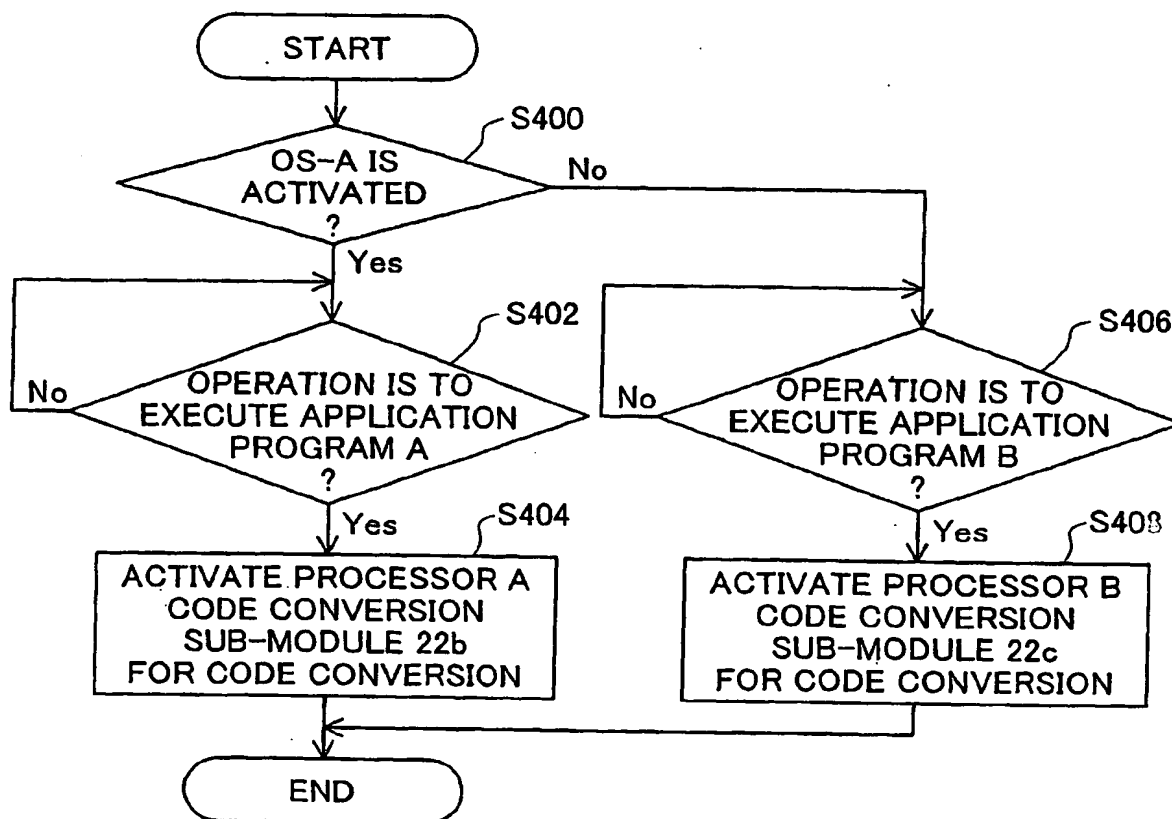 START
S400
OS-A IS
ACTIVATED
?
No
Yes
S402
OPERATION IS TO
EXECUTE APPLICATION
PROGRAM A
?
No
Yes
S404
ACTIVATE PROCESSOR A
CODE CONVERSION
SUB-MODULE 22b
FOR CODE CONVERSION
S406
OPERATION IS TO
EXECUTE APPLICATION
PROGRAM B
?
No
Yes
S408
ACTIVATE PROCESSOR B
CODE CONVERSION
SUB-MODULE 22c
FOR CODE CONVERSION
END